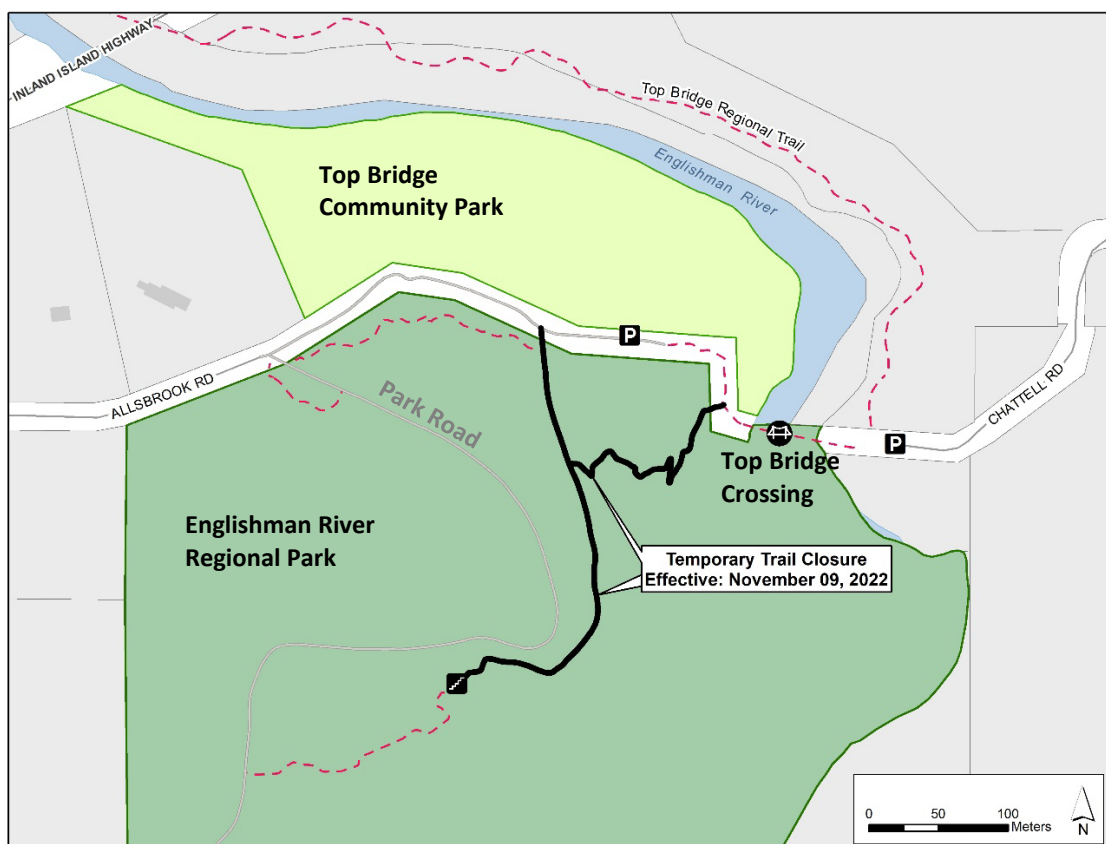 INLAND ISLAND HIGHWAY
Top Bridge Regional Trail
Englishman River
Top Bridge
Community Park
P
ALLSBROOK RD
Park Road
CHATTELL RD
P
Top Bridge
Crossing
Englishman River
Regional Park
Temporary Trail Closure
Effective: November 09, 2022
0 50 100
Meters
N